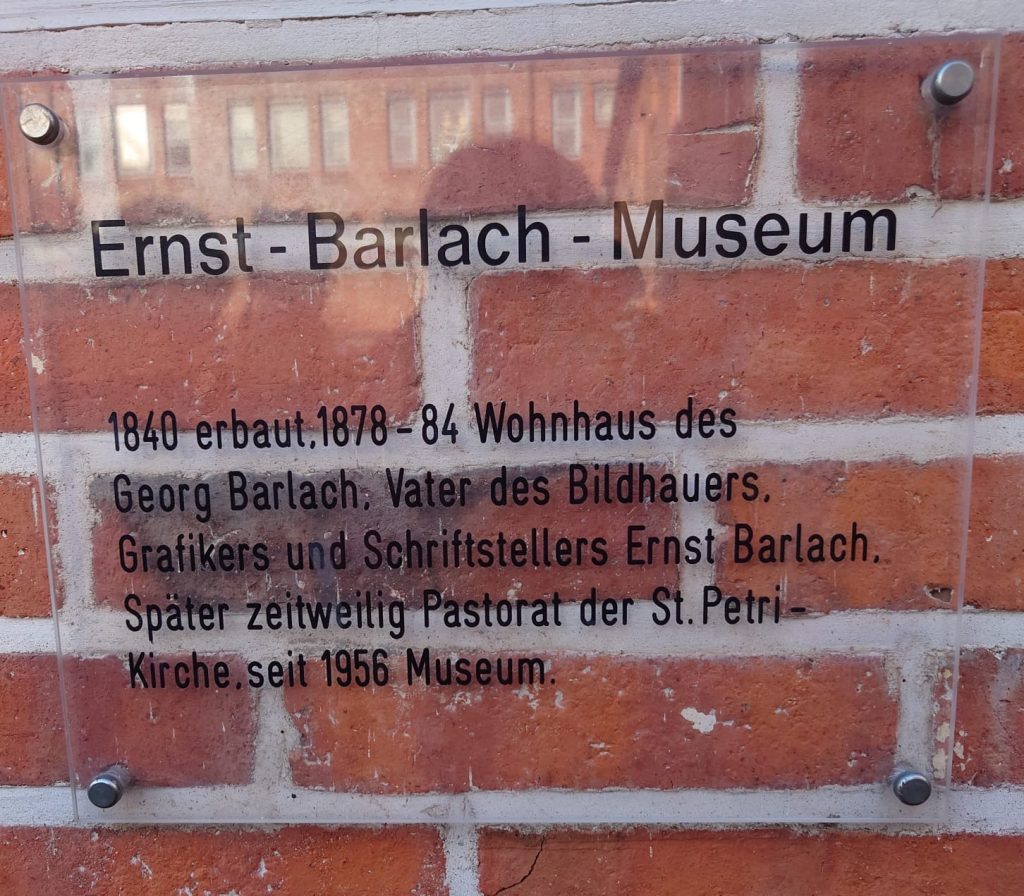 Ernst - Barlach - Museum
1840 erbaut, 1878 - 84 Wohnhaus des
Georg Barlach, Vater des Bildhauers,
Grafikers und Schriftstellers Ernst Barlach.
Später zeitweilig Pastorat der St. Petri -
Kirche, seit 1956 Museum.